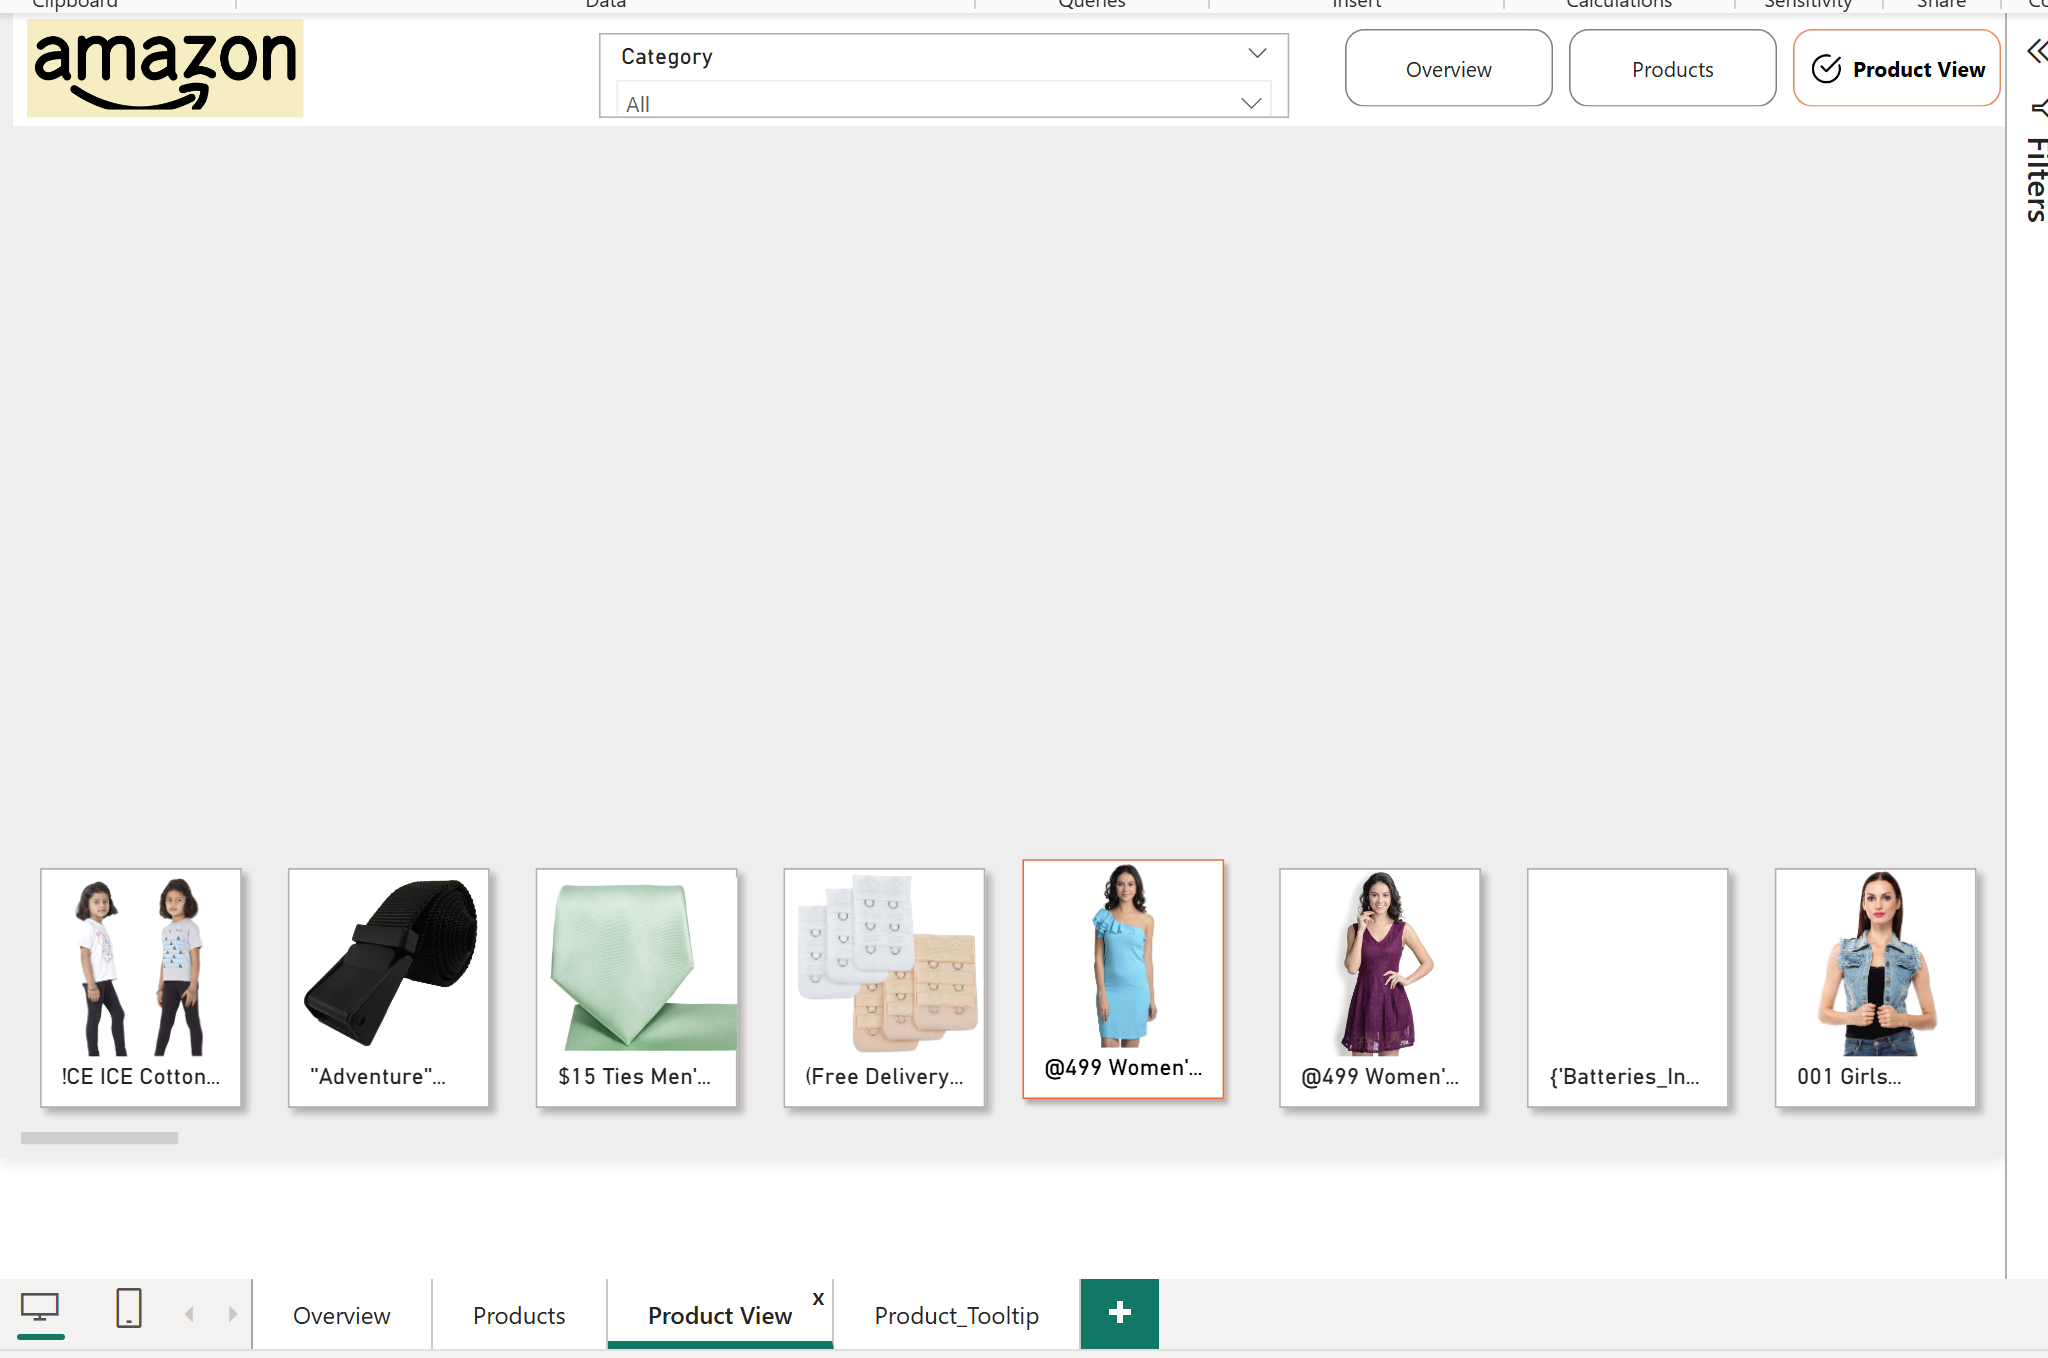 Clipboard
Data
Queries
Insert
Calculations
Sensitivity
Share
amazon
Category
All
Overview
Products
Product View
Filters
!CE ICE Cotton...
"Adventure"...
$15 Ties Men'...
(Free Delivery...
@499 Women'...
@499 Women'...
{'Batteries_In...
001 Girls...
Overview
Products
Product View
x
Product_Tooltip
+